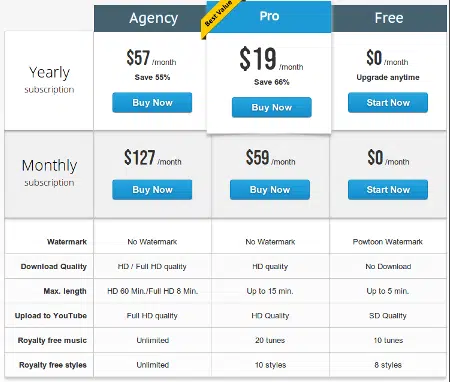 Agency
Best Value
Pro
Free
Yearly
subscription
$57 /month
Save 55%
Buy Now
$19 /month
Save 66%
Buy Now
$0 /month
Upgrade anytime
Start Now
Monthly
subscription
$127 /month
Buy Now
$59 /month
Buy Now
$0 /month
Start Now
Watermark No Watermark No Watermark Powtoon Watermark
Download Quality HD / Full HD quality HD quality No Download
Max. length HD 60 Min./Full HD 8 Min. Up to 15 min. Up to 5 min.
Upload to YouTube Full HD quality HD Quality SD Quality
Royalty free music Unlimited 20 tunes 10 tunes
Royalty free styles Unlimited 10 styles 8 styles